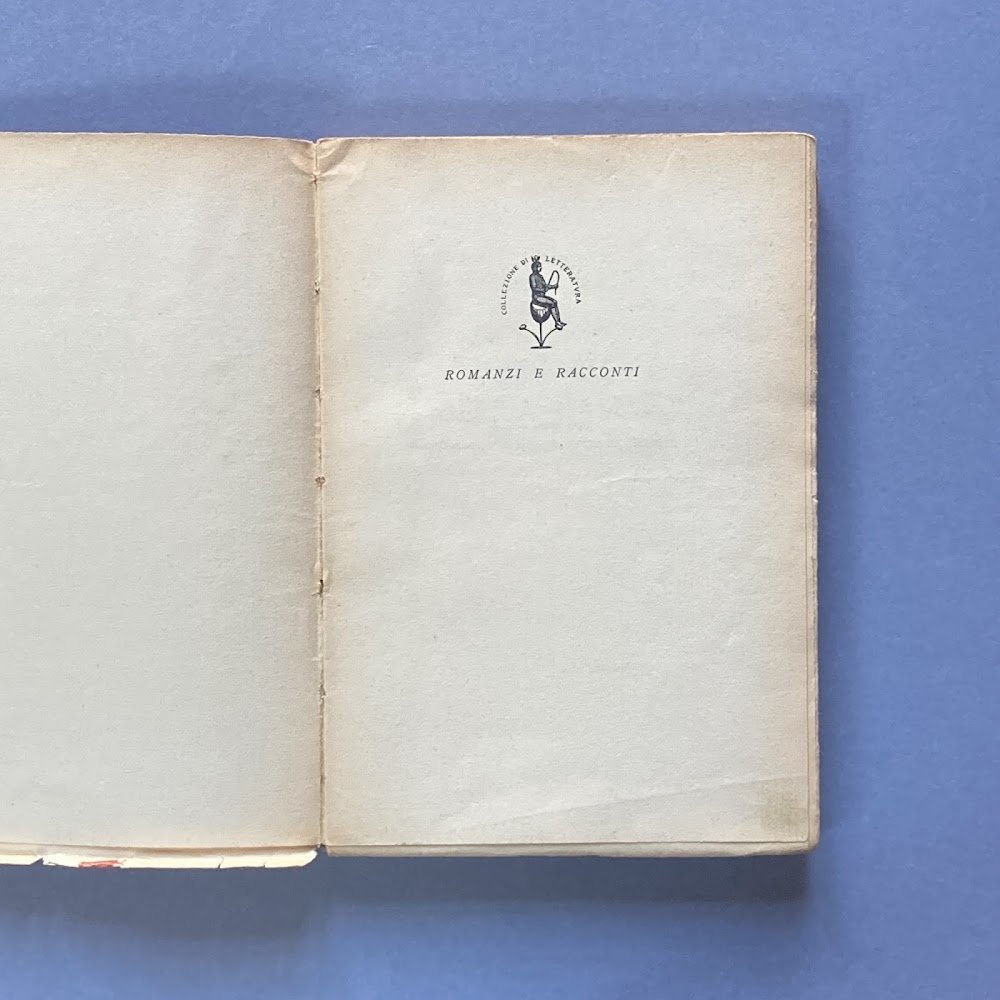 COLLEZIONE DI LETTERATVRA
ROMANZI E RACCONTI